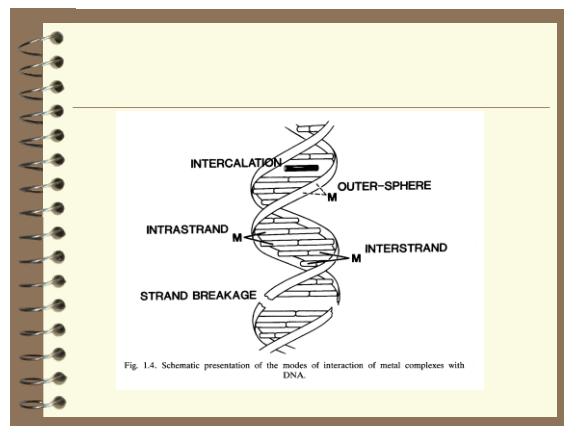 INTERCALATION
OUTER-SPHERE
M
INTRASTRAND
M
INTERSTRAND
M
STRAND BREAKAGE
Fig. 1.4. Schematic presentation of the modes of interaction of metal complexes with
DNA.